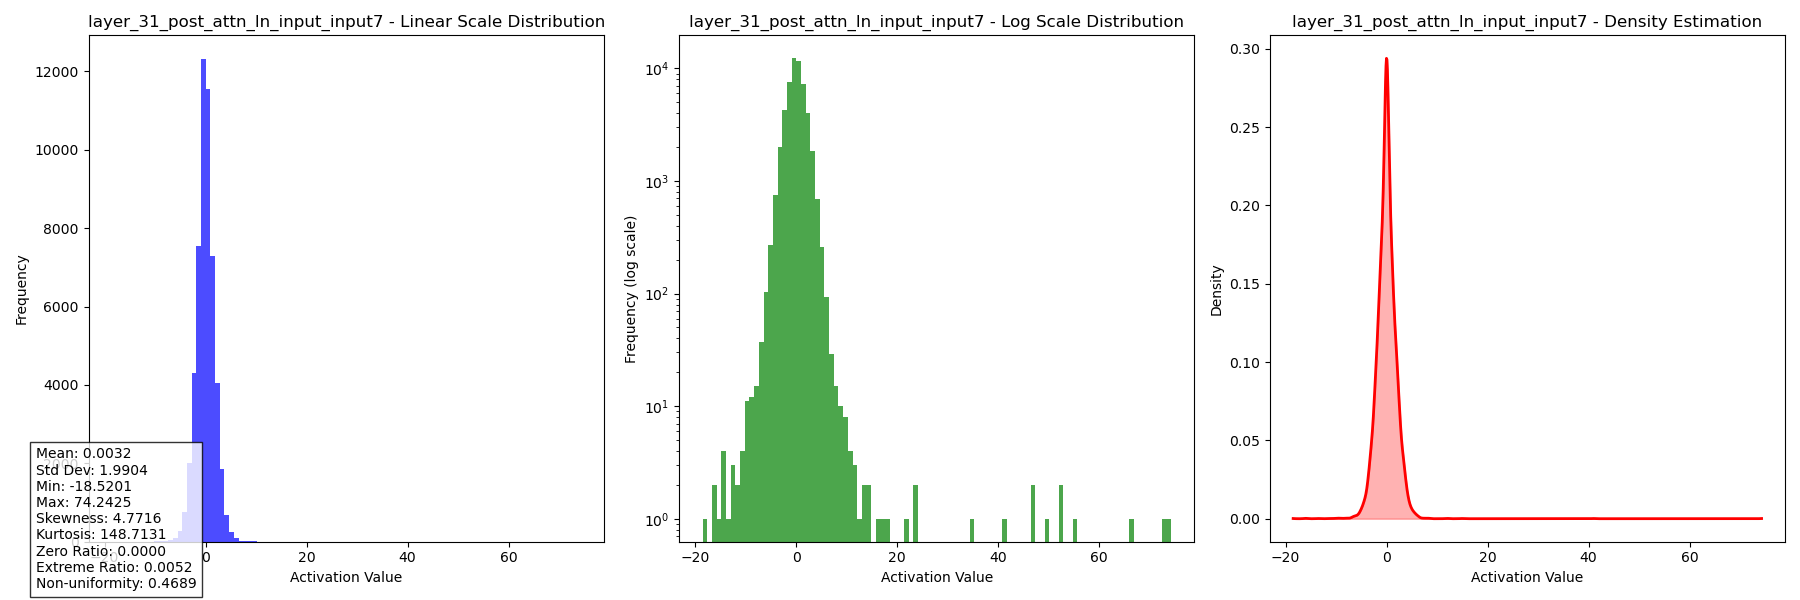 layer_31_post_attn_ln_input_input7 - Linear Scale Distribution
12000
10000
8000
6000
4000
2000
0
Frequency
−20
0
20
40
60
Activation Value
Mean: 0.0032
Std Dev: 1.9904
Min: -18.5201
Max: 74.2425
Skewness: 4.7716
Kurtosis: 148.7131
Zero Ratio: 0.0000
Extreme Ratio: 0.0052
Non-uniformity: 0.4689
layer_31_post_attn_ln_input_input7 - Log Scale Distribution
10⁴
10³
10²
10¹
10⁰
Frequency (log scale)
−20
0
20
40
60
Activation Value
layer_31_post_attn_ln_input_input7 - Density Estimation
0.30
0.25
0.20
0.15
0.10
0.05
0.00
Density
−20
0
20
40
60
Activation Value